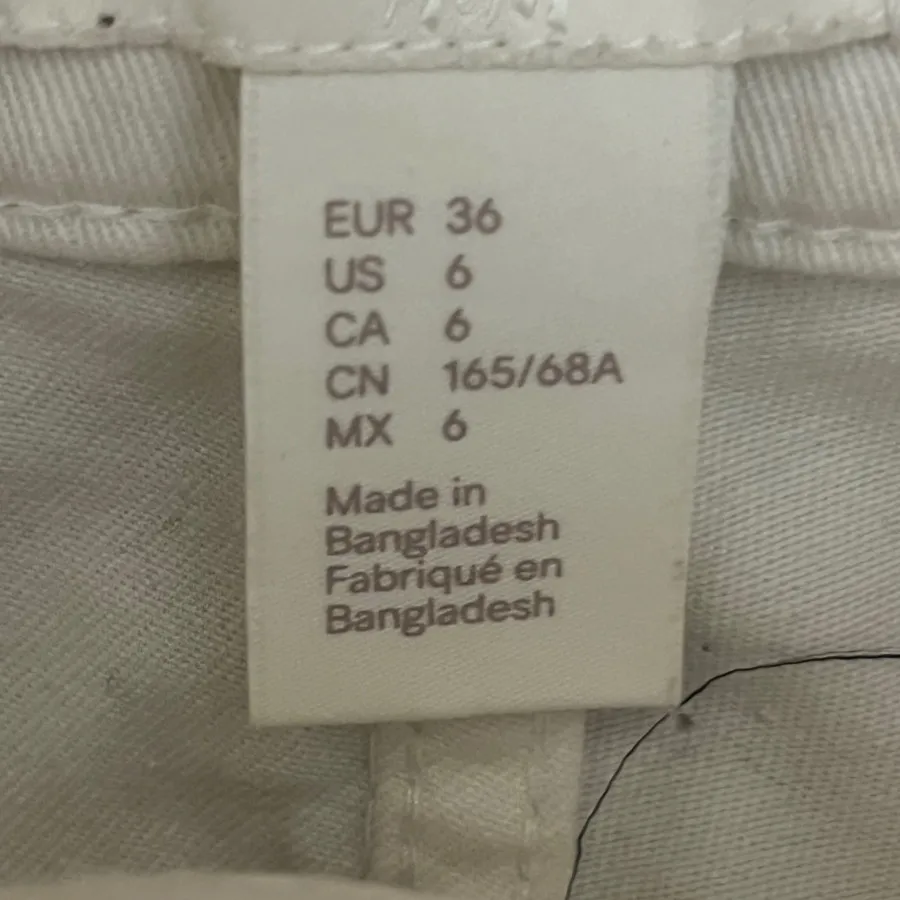 EUR 36
US 6
CA 6
CN 165/68A
MX 6
Made in
Bangladesh
Fabriqué en
Bangladesh